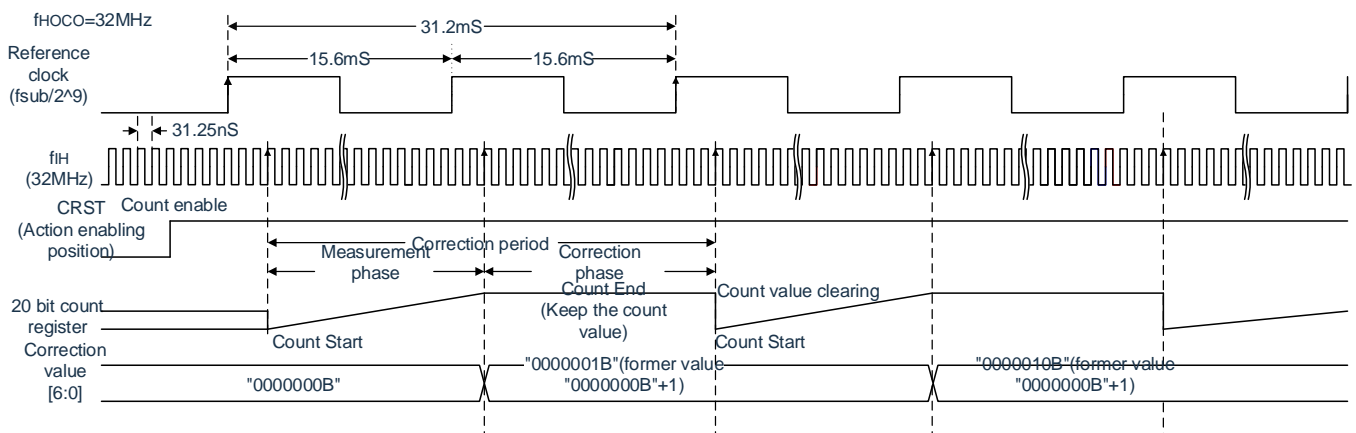 fHOCO=32MHz
31.2mS
Reference
clock
(fsub/2^9)
15.6mS
15.6mS
31.25nS
fIH
(32MHz)
CRST
Count enable
(Action enabling
position)
Correction period
Measurement
phase
Correction
phase
20 bit count
register
Count End
(Keep the count
value)
Count value clearing
Count Start
Count Start
Correction
value
[6:0]
"0000000B"
"0000001B"(former value
"0000000B"+1)
"0000010B"(former value
"0000000B"+1)